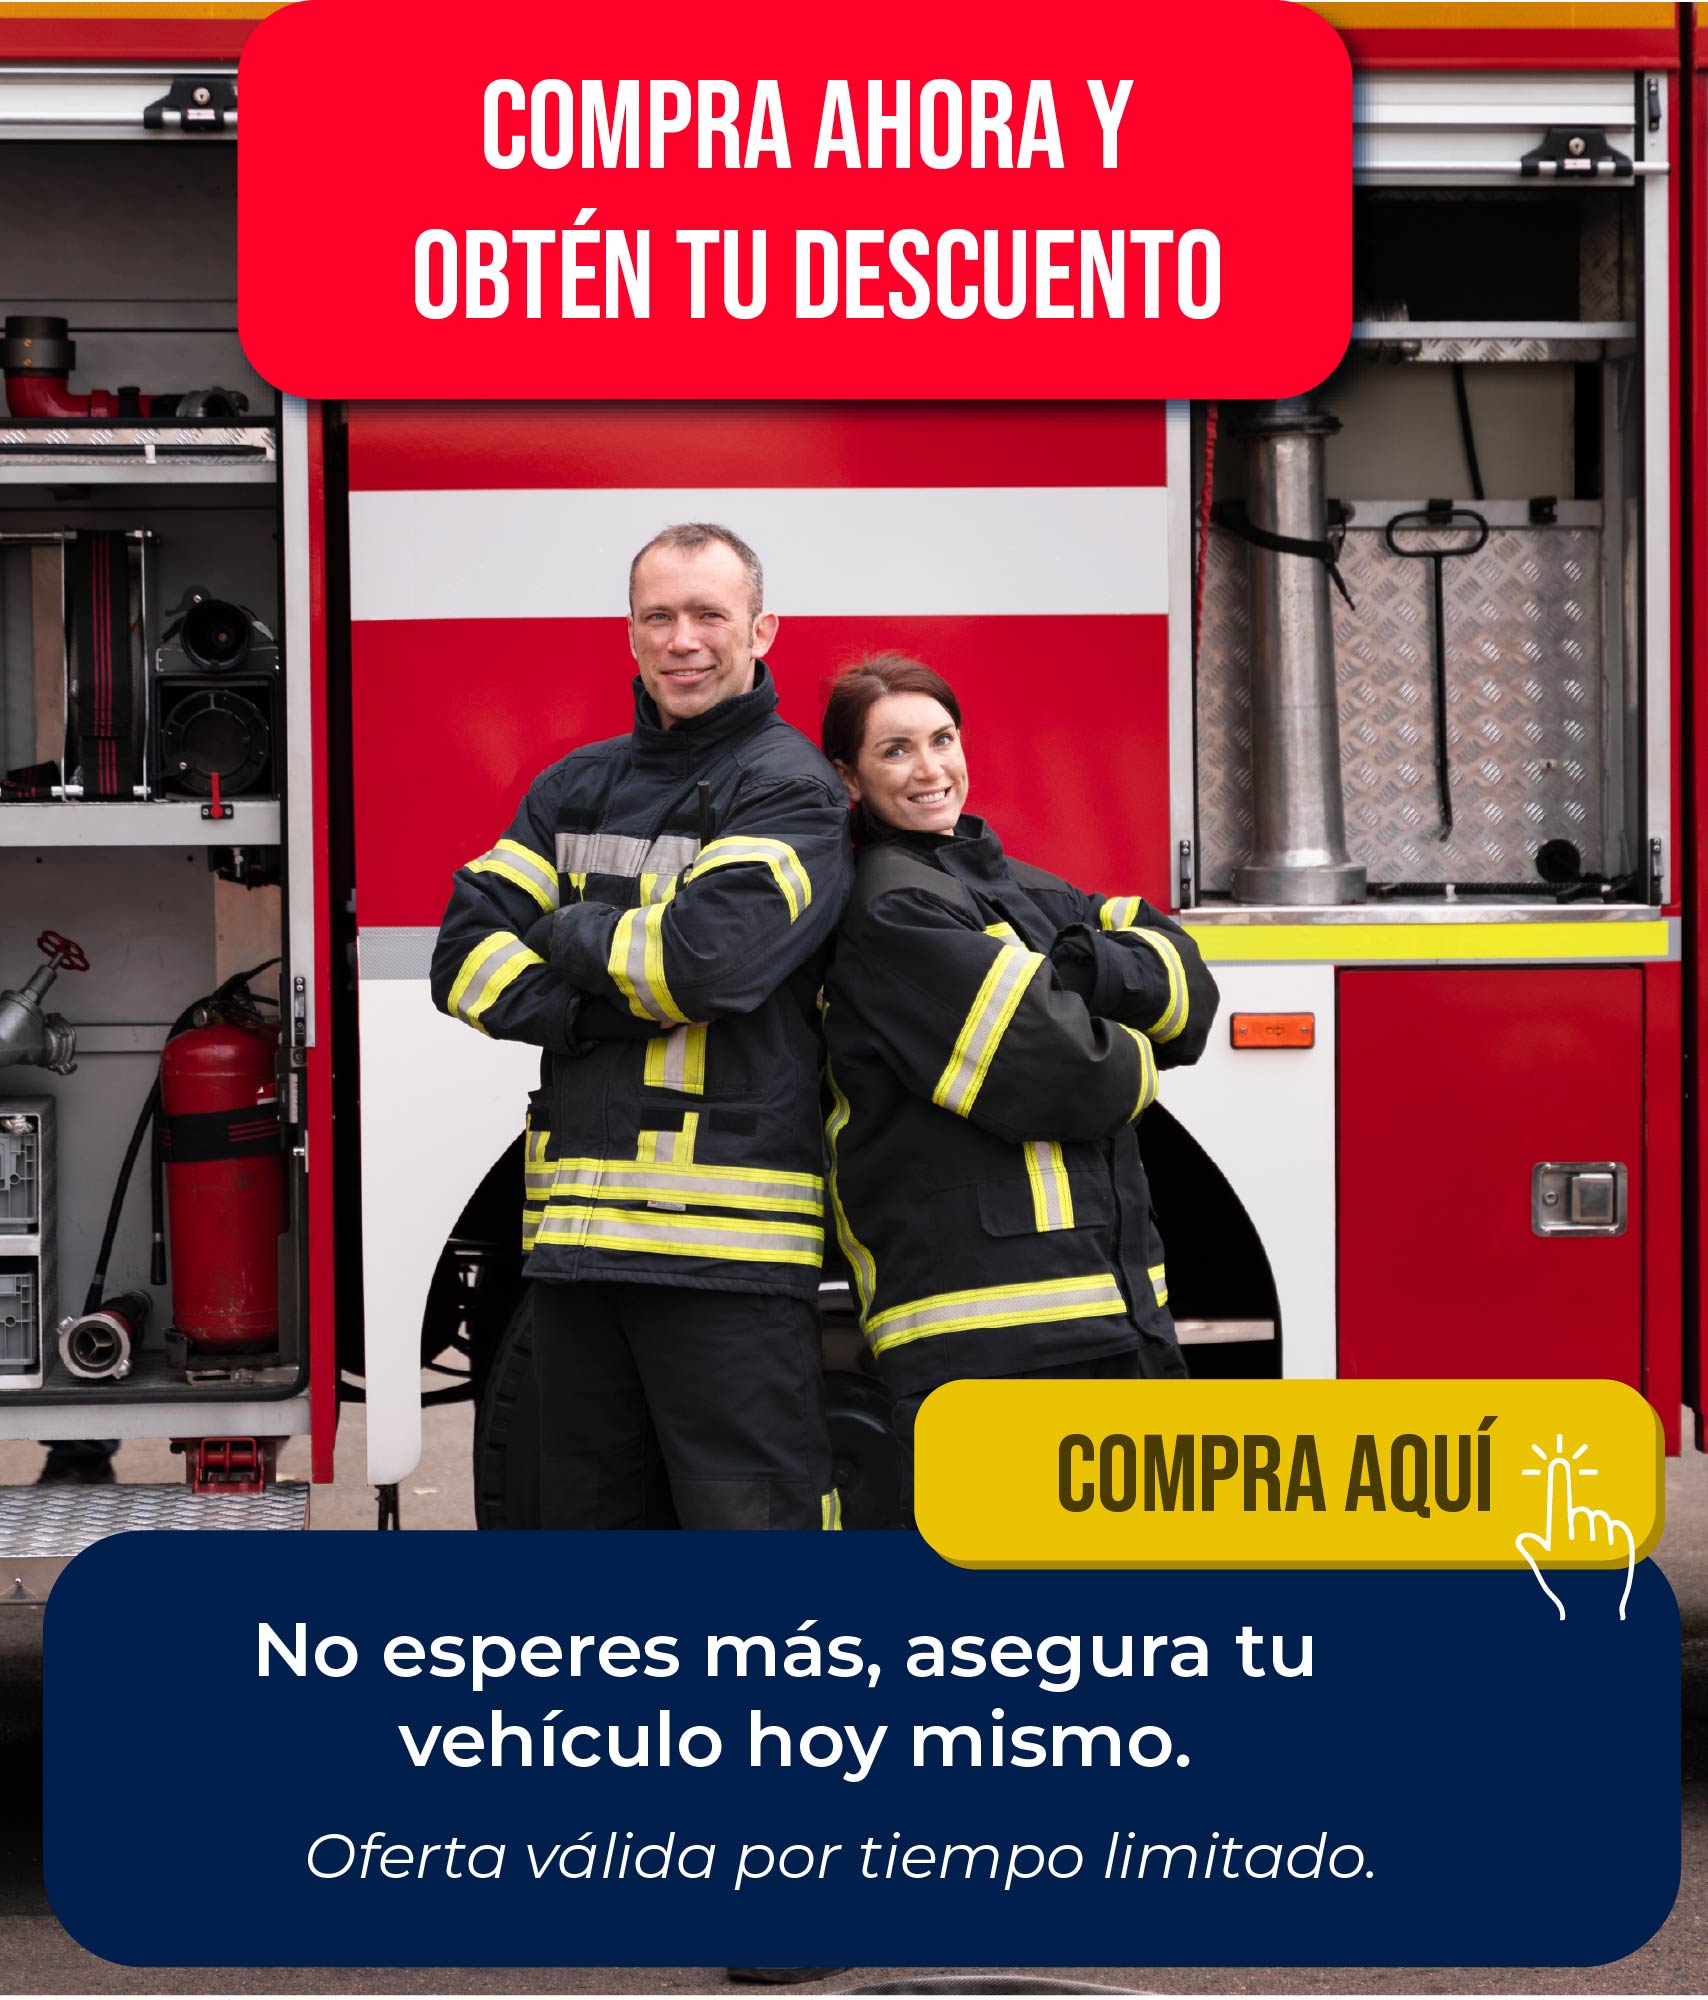 COMPRA AHORA Y
OBTÉN TU DESCUENTO
COMPRA AQUÍ
No esperes más, asegura tu
vehículo hoy mismo.
Oferta válida por tiempo limitado.